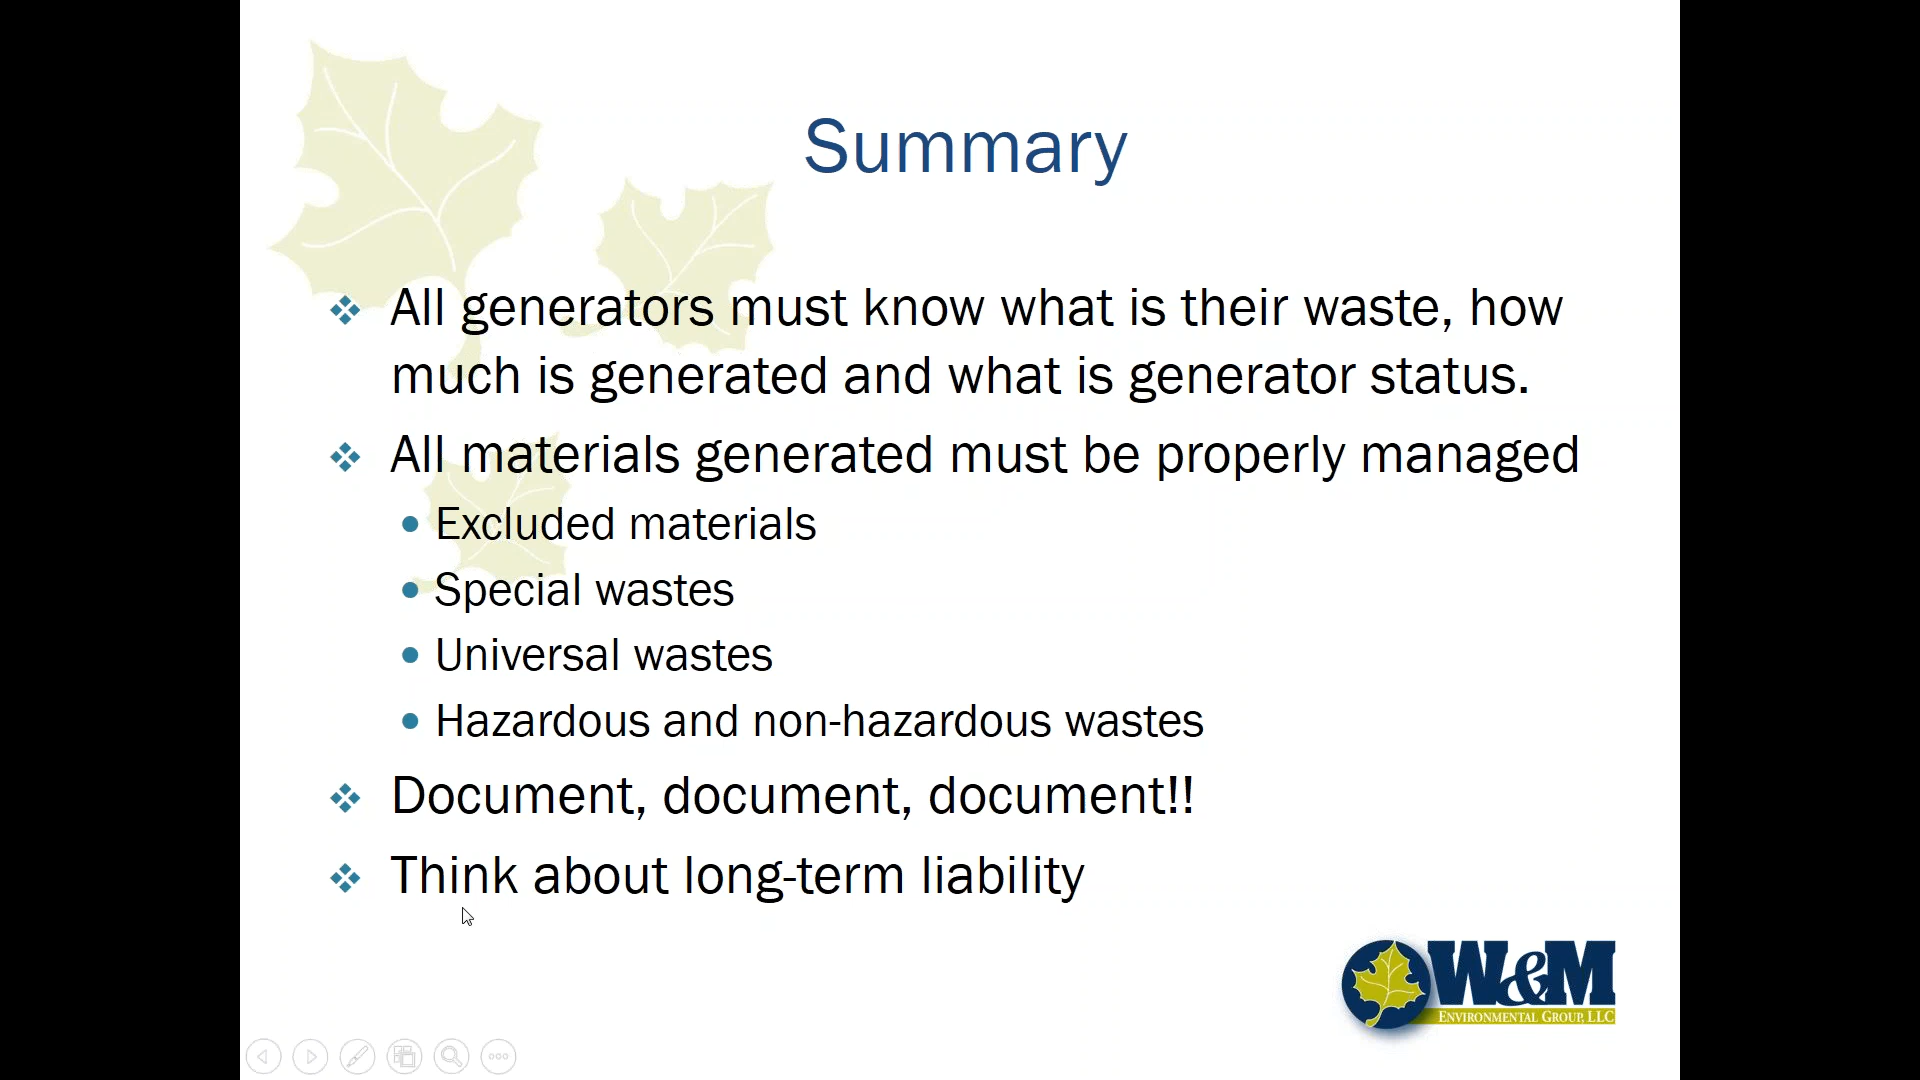 Summary
All generators must know what is their waste, how
much is generated and what is generator status.
All materials generated must be properly managed
Excluded materials
Special wastes
Universal wastes
Hazardous and non-hazardous wastes
Document, document, document!!
Think about long-term liability
W&M
ENVIRONMENTAL GROUP, LLC